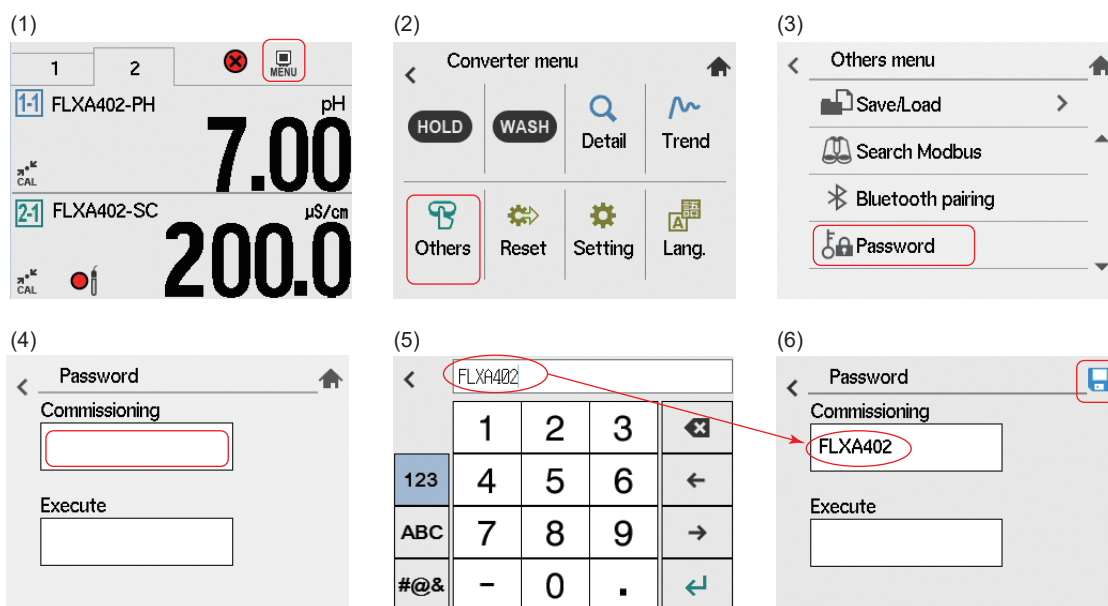 (1)
1
2
MENU
1-1 FLXA402-PH
pH
7.00
CAL
2-1 FLXA402-SC
µS/cm
200.0
CAL
(2)
Converter menu
HOLD
WASH
Detail
Trend
Others
Reset
Setting
Lang.
(3)
Others menu
Save/Load
Search Modbus
Bluetooth pairing
Password
(4)
Password
Commissioning
Execute
(5)
FLXA402
1 2 3
123 4 5 6
ABC 7 8 9
#@& - 0 .
(6)
Password
Commissioning
FLXA402
Execute